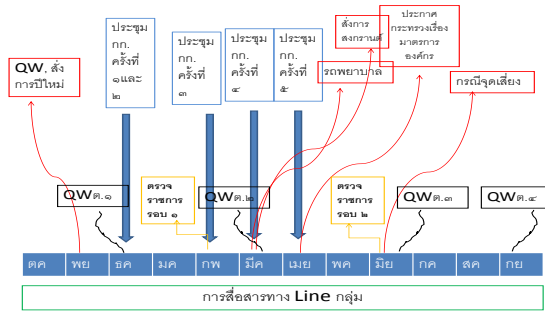 QW, สั่ง
การปีใหม่
ประชุม
กก.
ครั้งที่
๑และ
๒
ประชุม
กก.
ครั้งที่
๓
ประชุม
กก.
ครั้งที่
๔
ประชุม
กก.
ครั้งที่
๕
สั่งการ
สงกรานต์
รถพยาบาล
ประกาศ
กระทรวงเรื่อง
มาตรการ
องค์กร
กรณีจุดเสี่ยง
QWต.๑
ตรวจ
ราชการ
รอบ ๑
QWต.๒
ตรวจ
ราชการ
รอบ ๒
QWต.๓
QWต.๔
ตค พย ธค มค กพ มีค เมย พค มิย กค สค กย
การสื่อสารทาง Line กลุ่ม